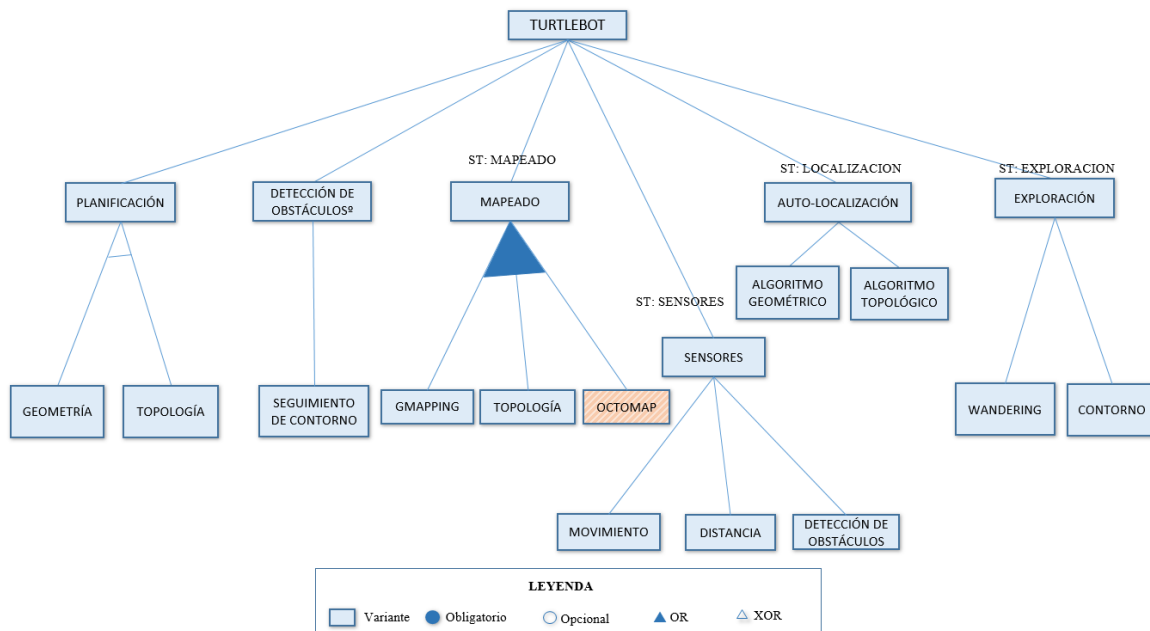 TURTLEBOT
ST: MAPEADO
ST: LOCALIZACION
ST: EXPLORACION
PLANIFICACIÓN
DETECCIÓN DE
OBSTÁCULOSº
MAPEADO
AUTO-LOCALIZACIÓN
EXPLORACIÓN
ALGORITMO
GEOMÉTRICO
ALGORITMO
TOPOLÓGICO
ST: SENSORES
SENSORES
GEOMETRÍA
TOPOLOGÍA
SEGUIMIENTO
DE CONTORNO
GMAPPING
TOPOLOGÍA
OCTOMAP
WANDERING
CONTORNO
MOVIMIENTO
DISTANCIA
DETECCIÓN DE
OBSTÁCULOS
LEYENDA
Variante
Obligatorio
Opcional
OR
XOR